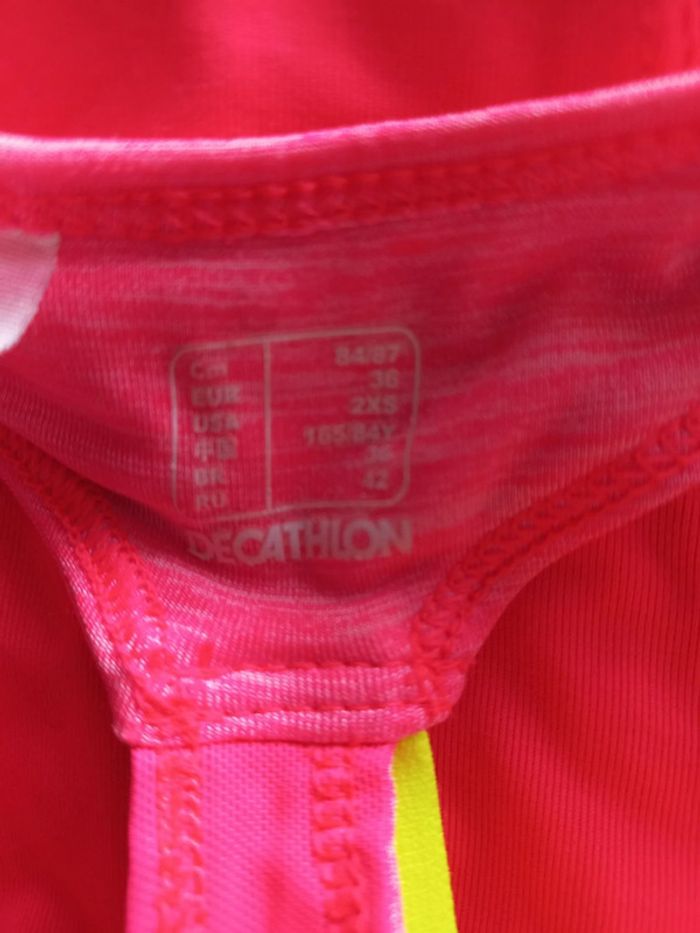 Cm 84/87
EUR 36
USA 2XS
中国 165/84Y
BR 36
RU 42
DECATHLON